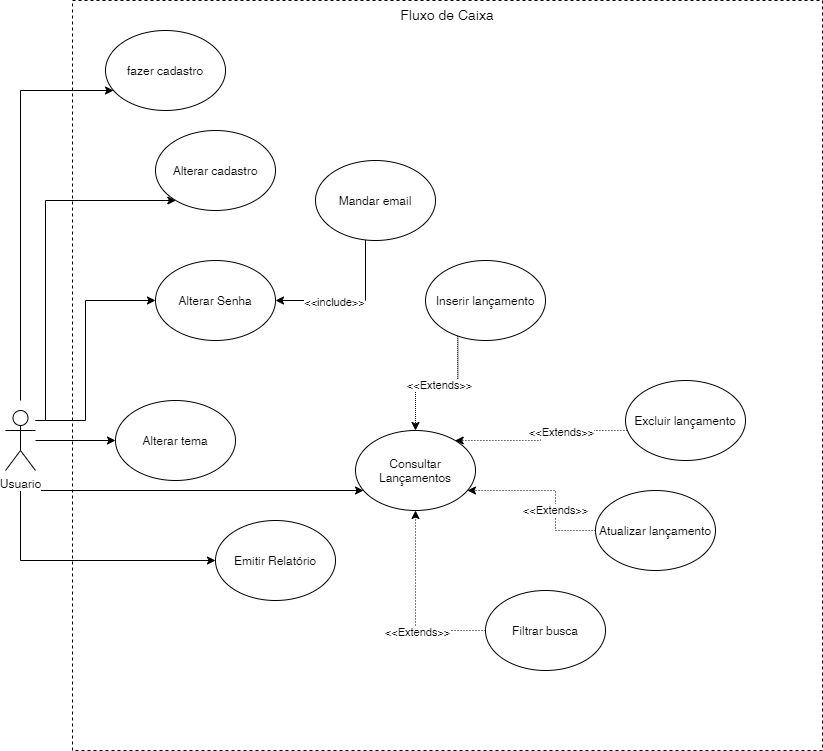 Fluxo de Caixa
fazer cadastro
Alterar cadastro
Mandar email
Alterar Senha
<<include>>
Inserir lançamento
<<Extends>>
Excluir lançamento
<<Extends>>
Alterar tema
Consultar
Lançamentos
Usuario
<<Extends>>
Atualizar lançamento
Emitir Relatório
<<Extends>>
Filtrar busca